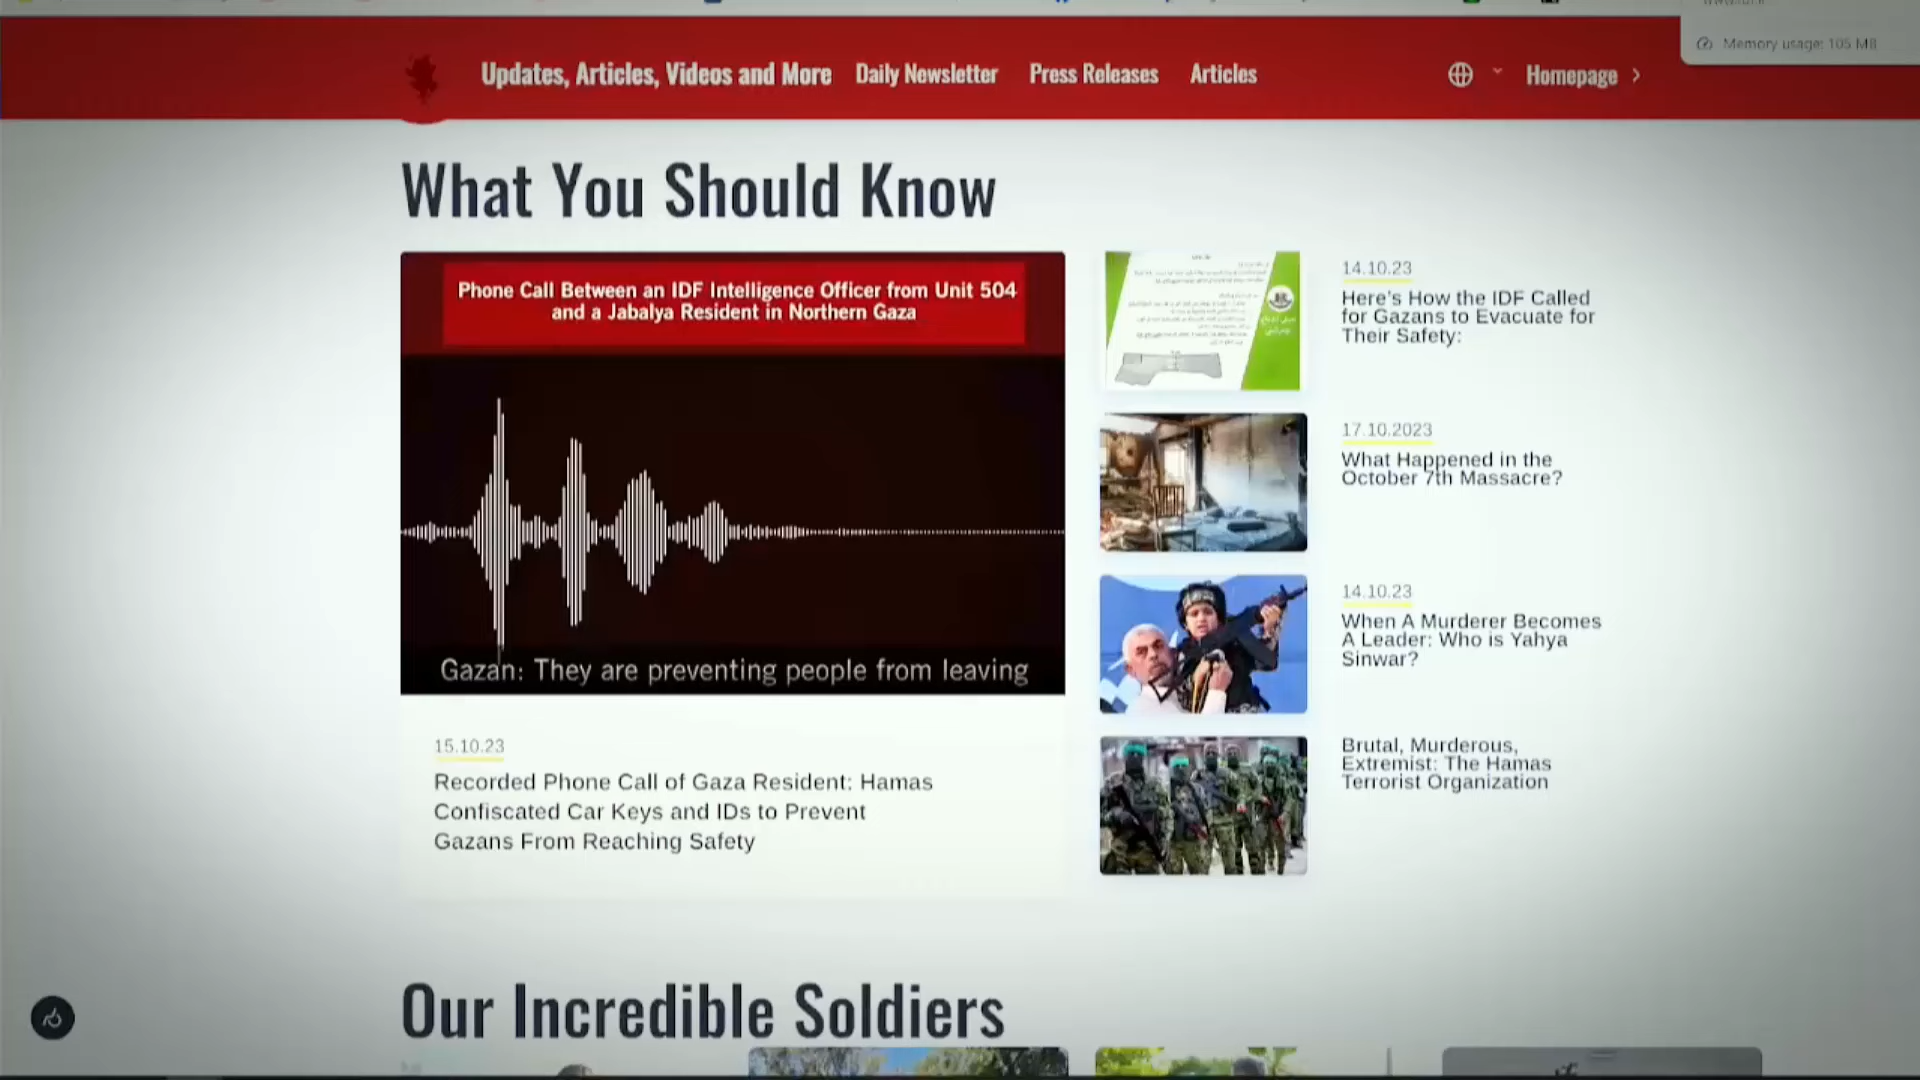 Memory usage: 105 MB
Updates, Articles, Videos and More
Daily Newsletter
Press Releases
Articles
Homepage
What You Should Know
Phone Call Between an IDF Intelligence Officer from Unit 504
and a Jabalya Resident in Northern Gaza
Gazan: They are preventing people from leaving
15.10.23
Recorded Phone Call of Gaza Resident: Hamas
Confiscated Car Keys and IDs to Prevent
Gazans From Reaching Safety
14.10.23
Here's How the IDF Called
for Gazans to Evacuate for
Their Safety:
17.10.2023
What Happened in the
October 7th Massacre?
14.10.23
When A Murderer Becomes
A Leader: Who is Yahya
Sinwar?
Brutal, Murderous,
Extremist: The Hamas
Terrorist Organization
Our Incredible Soldiers